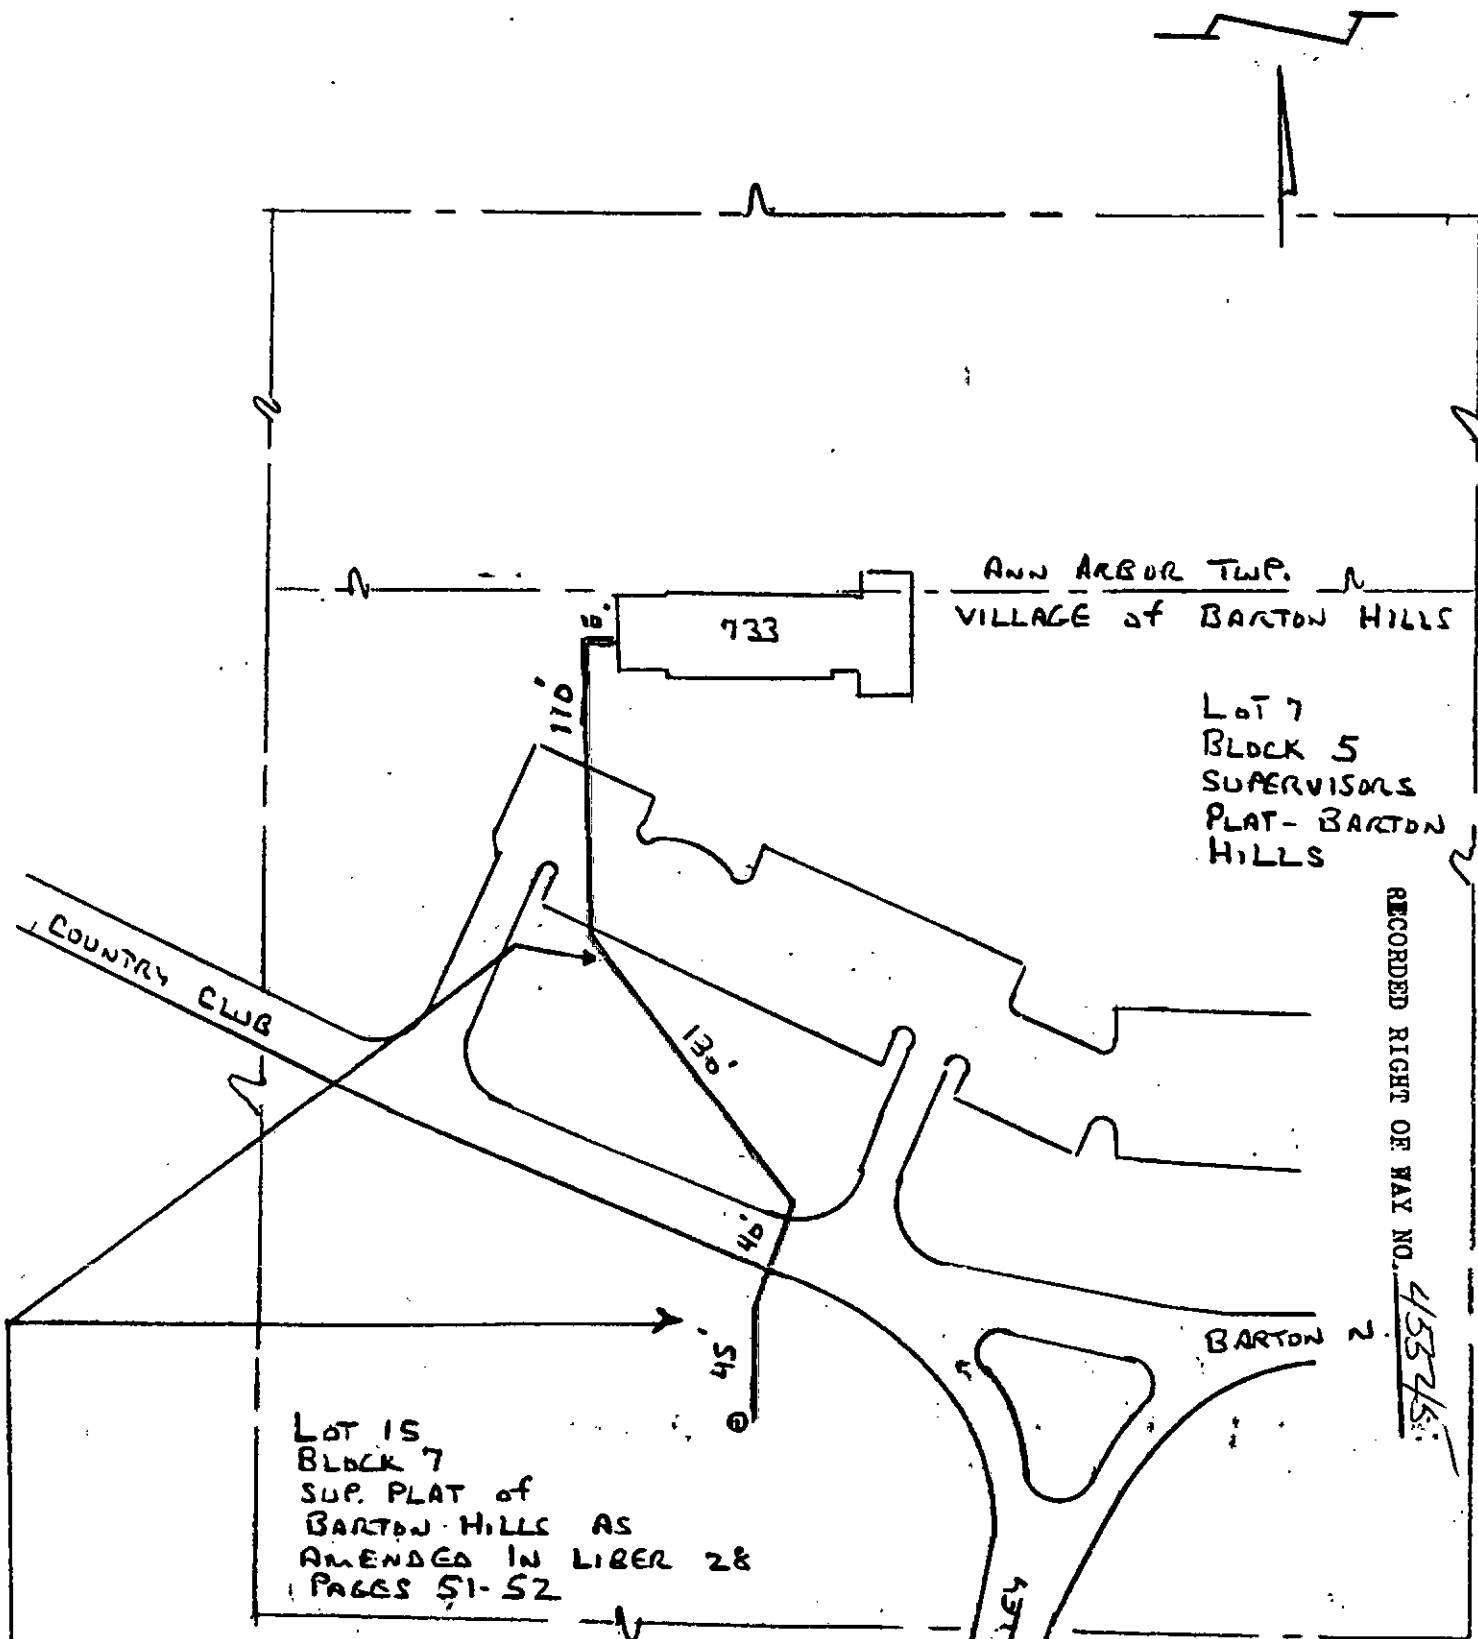 ANN ARBOR TWP.
VILLAGE of BARTON HILLS
733
110'
LOT 7
BLOCK 5
SUPERVISORS
PLAT - BARTON
HILLS
COUNTRY CLUB
130'
40'
45'
BARTON N.
RECORDED RIGHT OF WAY NO.
LOT 15
BLOCK 7
SUP. PLAT of
BARTON HILLS AS
AMENDED IN LIBER 28
PAGES 51-52